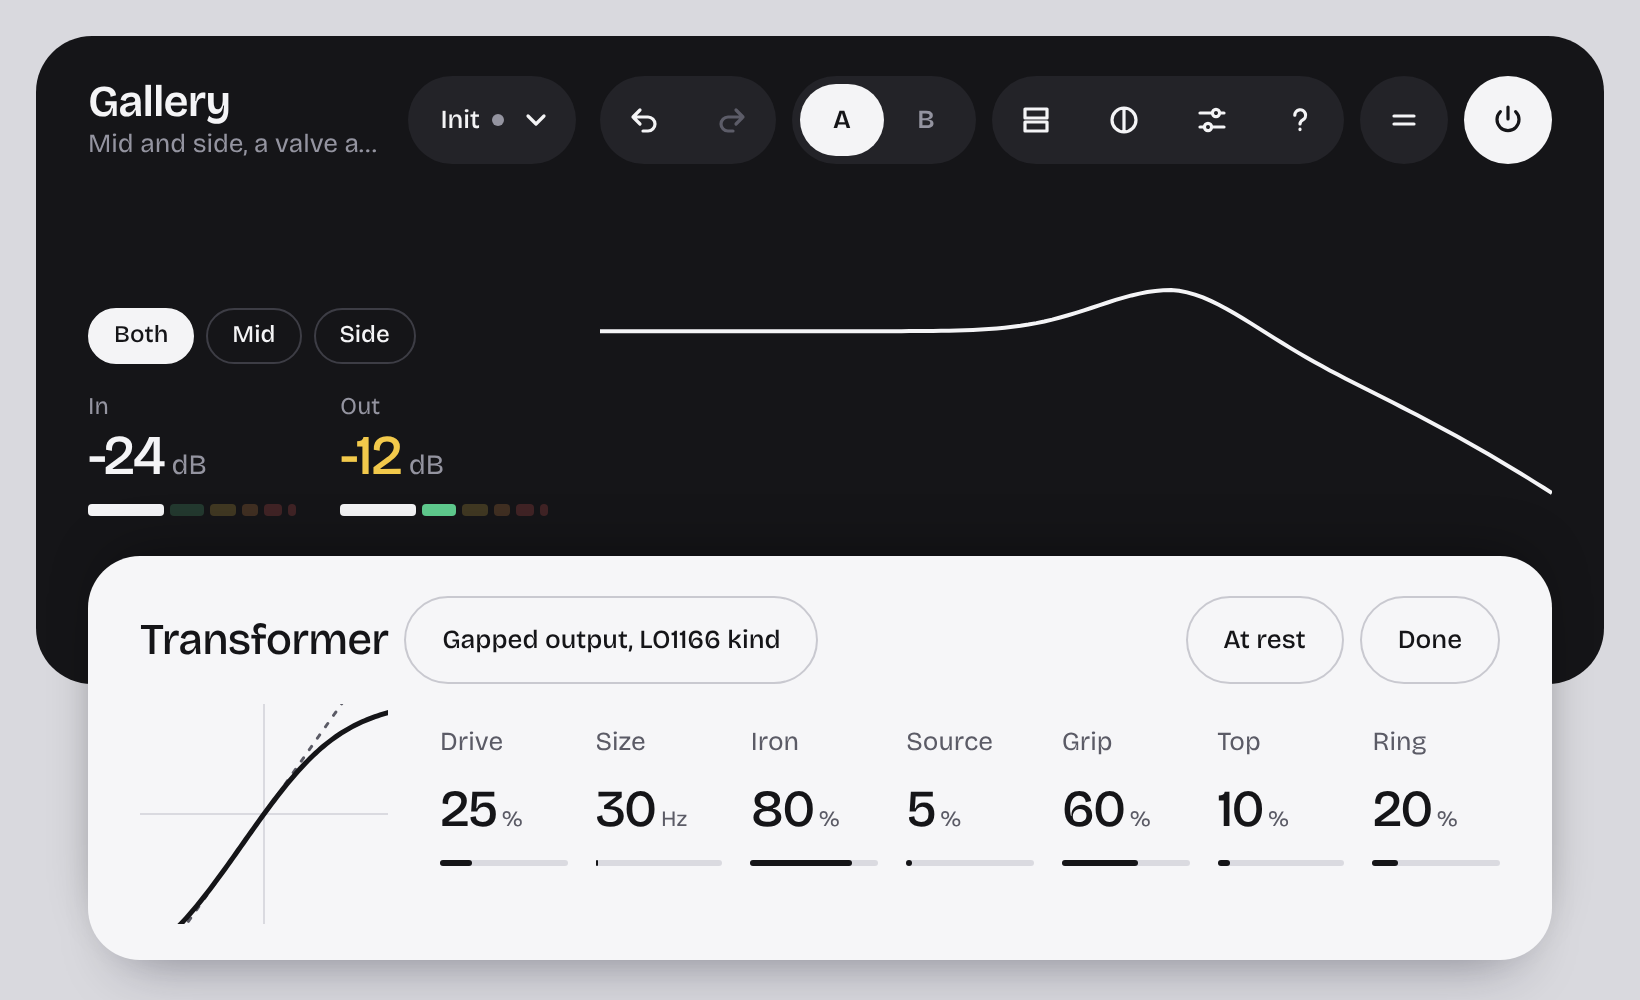 Gallery
Mid and side, a valve a...
Init
A
B
?
Both
Mid
Side
In
-24 dB
Out
-12 dB
Transformer
Gapped output, LO1166 kind
At rest
Done
Drive
25 %
Size
30 Hz
Iron
80 %
Source
5 %
Grip
60 %
Top
10 %
Ring
20 %